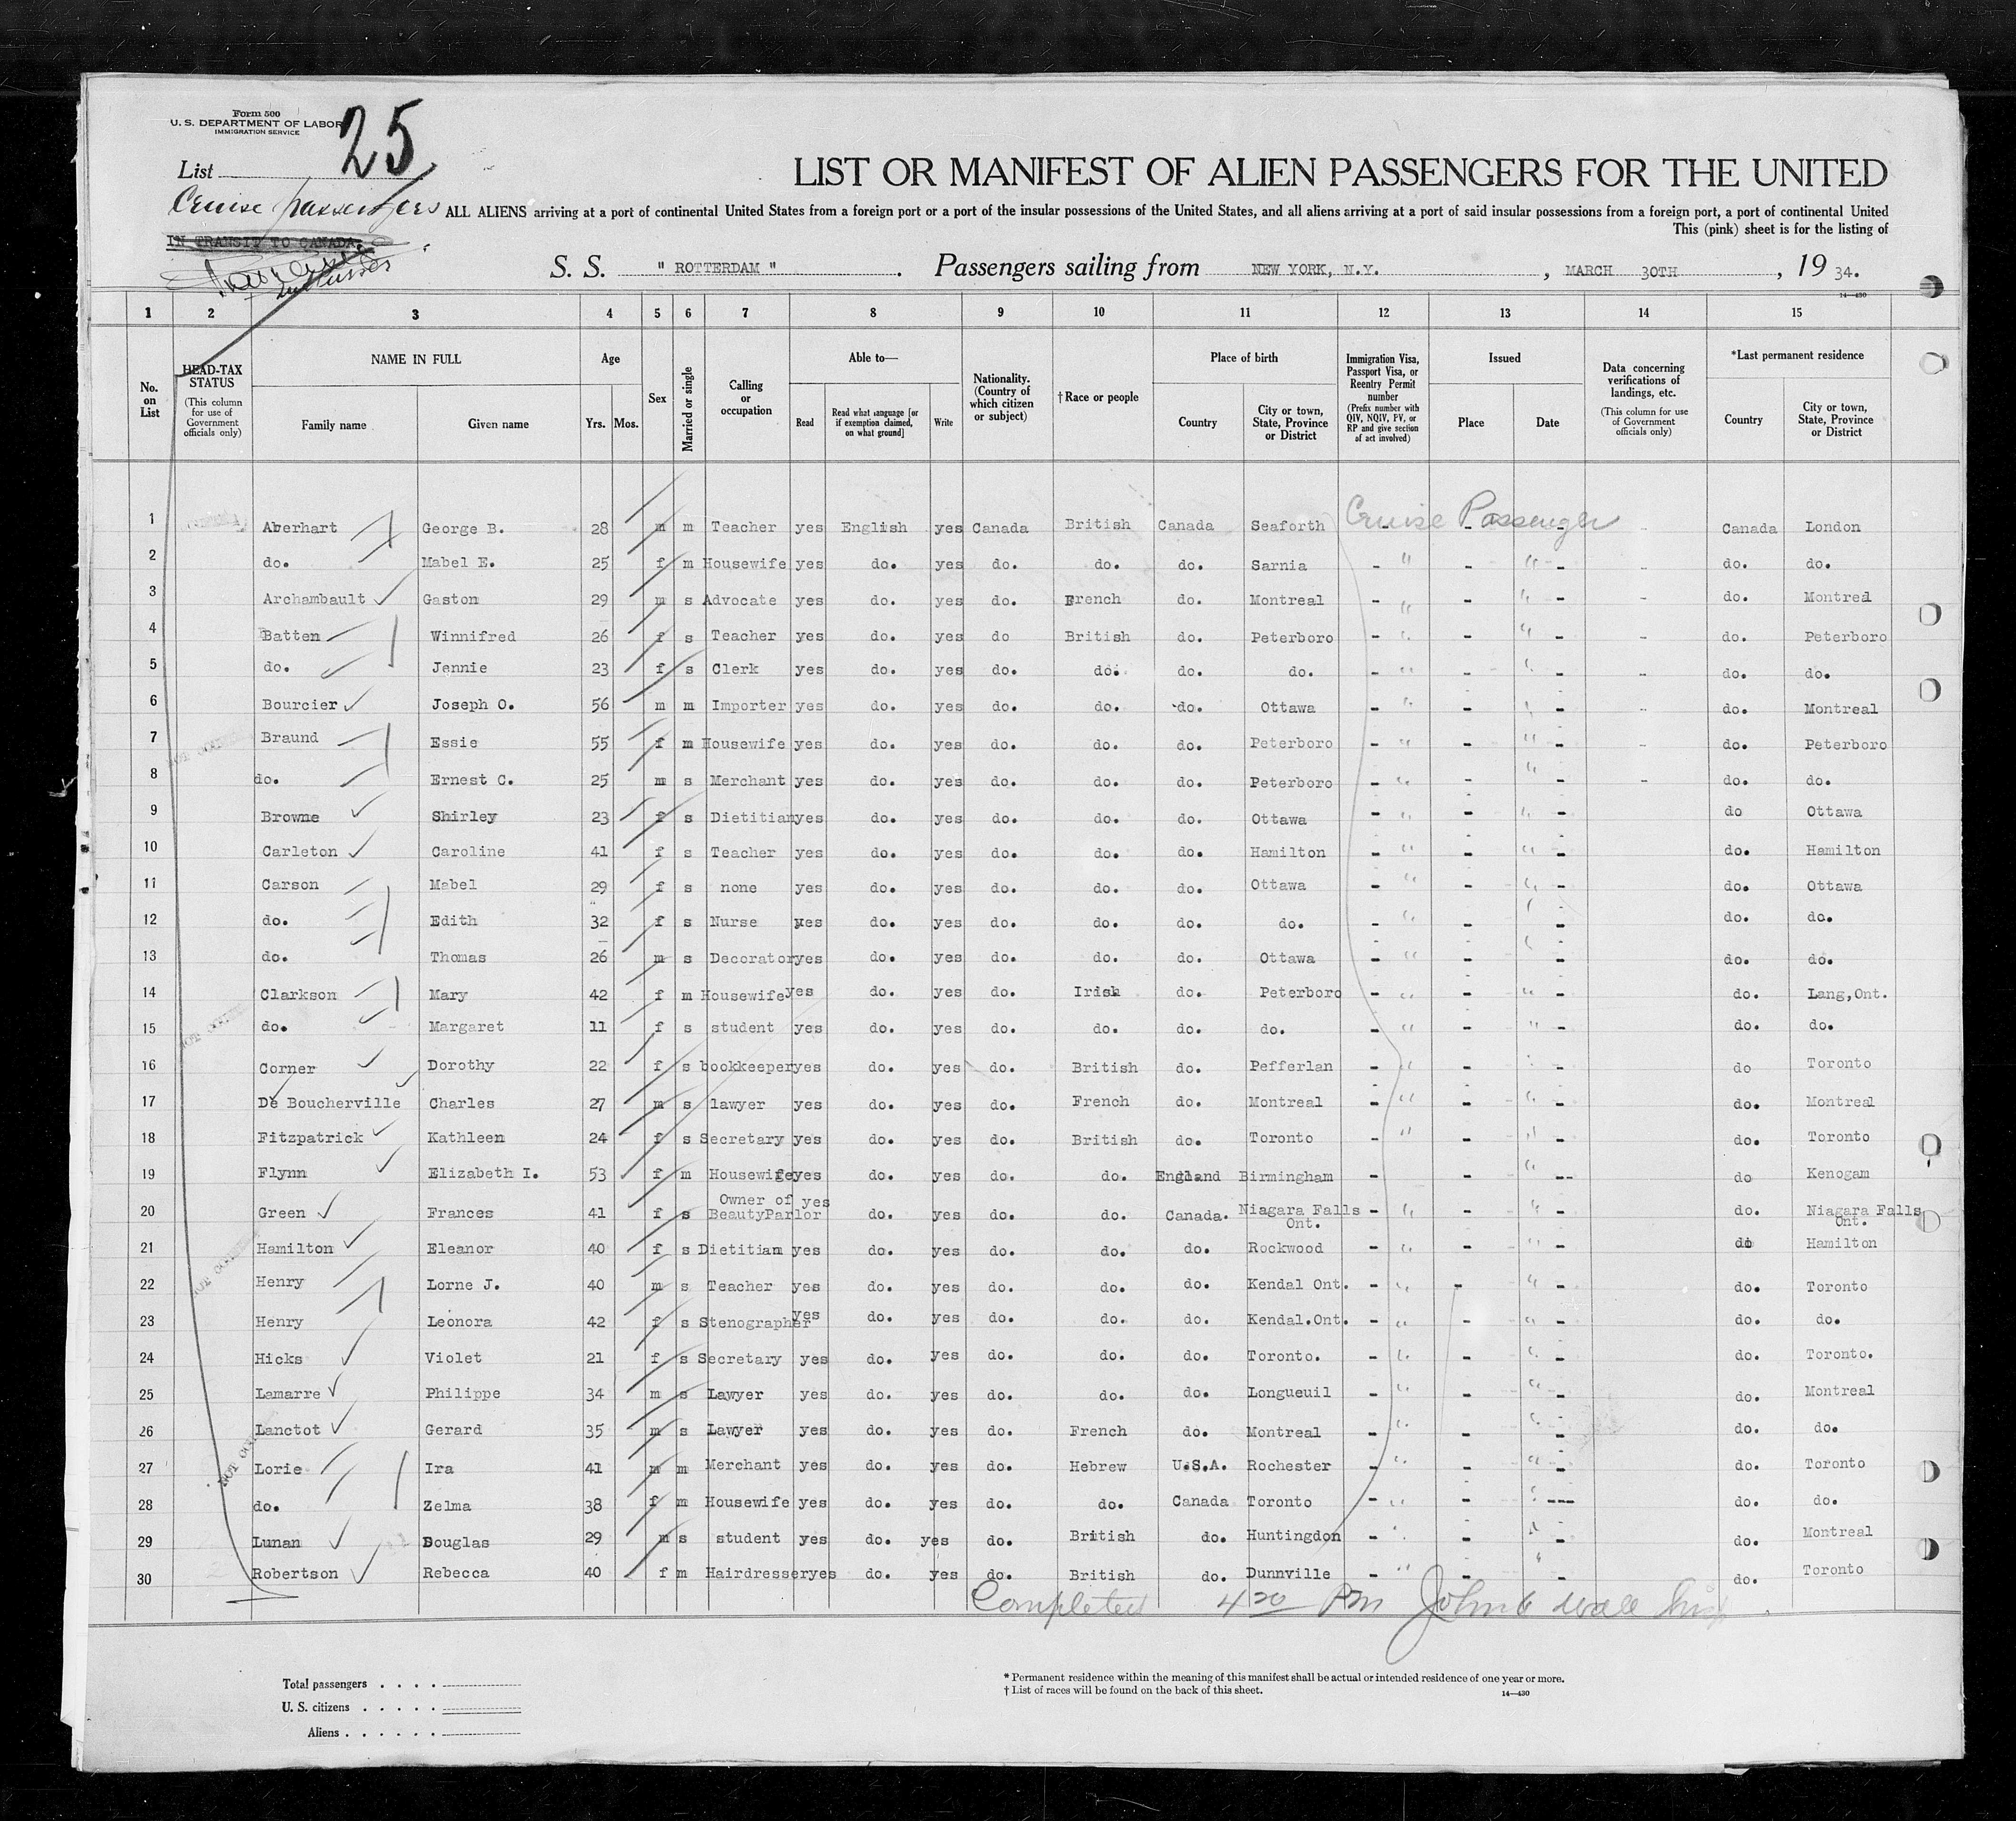 Form 500
U. S. DEPARTMENT OF LABOR
IMMIGRATION SERVICE
List 25
LIST OR MANIFEST OF ALIEN PASSENGERS FOR THE UNITED
Cruise passengers
ALL ALIENS arriving at a port of continental United States from a foreign port or a port of the insular possessions of the United States, and all aliens arriving at a port of said insular possessions from a foreign port, a port of continental United
This (pink) sheet is for the listing of
IN TRANSIT TO CANADA.
S. S. " ROTTERDAM " . Passengers sailing from NEW YORK, N.Y. , MARCH 30TH , 19 34.
14—430
1 2 3 4 5 6 7 8 9 10 11 12 13 14 15
No. on List
HEAD-TAX STATUS (This column for use of Government officials only)
NAME IN FULL Family name Given name
Age Yrs. Mos.
Sex
Married or single
Calling or occupation
Able to— Read Read what language [or if exemption claimed, on what ground] Write
Nationality. (Country of which citizen or subject)
†Race or people
Place of birth Country City or town, State, Province or District
Immigration Visa, Passport Visa, or Reentry Permit number (Prefix number with QIV, NQIV, PV, or RP and give section of act involved)
Issued Place Date
Data concerning verifications of landings, etc. (This column for use of Government officials only)
*Last permanent residence Country City or town, State, Province or District
1 Aberhart George B. 28 m m Teacher yes English yes Canada British Canada Seaforth Cruise Passenger - Canada London
2 do. Mabel E. 25 f m Housewife yes do. yes do. do. do. Sarnia - " - " - - do. do.
3 Archambault Gaston 29 m s Advocate yes do. yes do. French do. Montreal - " - " - - do. Montreal
4 Batten Winnifred 26 f s Teacher yes do. yes do British do. Peterboro - " - " - - do. Peterboro
5 do. Jennie 23 f s Clerk yes do. yes do. do. do. do. - " - " - - do. do.
6 Bourcier Joseph O. 56 m m Importer yes do. yes do. do. do. Ottawa - " - " - - do. Montreal
7 Braund Essie 55 f m Housewife yes do. yes do. do. do. Peterboro - " - " - - do. Peterboro
8 do. Ernest C. 25 m s Merchant yes do. yes do. do. do. Peterboro - " - " - - do. do.
9 Browne Shirley 23 f s Dietitian yes do. yes do. do. do. Ottawa - " - " - do Ottawa
10 Carleton Caroline 41 f s Teacher yes do. yes do. do. do. Hamilton - " - " - do. Hamilton
11 Carson Mabel 29 f s none yes do. yes do. do. do. Ottawa - " - " - do. Ottawa
12 do. Edith 32 f s Nurse yes do. yes do. do. do. do. - " - " - do. do.
13 do. Thomas 26 m s Decorator yes do. yes do. do. do. Ottawa - " - " - do. do.
14 Clarkson Mary 42 f m Housewife yes do. yes do. Irish do. Peterboro - " - " - do. Lang,Ont.
15 do. Margaret 11 f s student yes do. yes do. do. do. do. - " - " - do. do.
16 Corner Dorothy 22 f s bookkeeper yes do. yes do. British do. Pefferlan - " - " - do Toronto
17 De Boucherville Charles 27 m s lawyer yes do. yes do. French do. Montreal - " - " - do. Montreal
18 Fitzpatrick Kathleen 24 f s Secretary yes do. yes do. British do. Toronto - " - " - do. Toronto
19 Flynn Elizabeth I. 53 f m Housewife yes do. yes do. do. England Birmingham - - " -- do Kenogam
20 Green Frances 41 f s Owner of BeautyParlor yes do. yes do. do. Canada. Niagara Falls Ont. - " - " - do. Niagara Falls Ont.
21 Hamilton Eleanor 40 f s Dietitian yes do. yes do. do. do. Rockwood - " - " - do Hamilton
22 Henry Lorne J. 40 m s Teacher yes do. yes do. do. do. Kendal Ont. - " - " - do. Toronto
23 Henry Leonora 42 f s Stenographer yes do. yes do. do. do. Kendal.Ont. - " - " - do. do.
24 Hicks Violet 21 f s Secretary yes do. yes do. do. do. Toronto. - " - " - do. Toronto.
25 Lamarre Philippe 34 m s Lawyer yes do. yes do. do. do. Longueuil - " - " - do. Montreal
26 Lanctot Gerard 35 m s Lawyer yes do. yes do. French do. Montreal - " - " - do. do.
27 Lorie Ira 41 m m Merchant yes do. yes do. Hebrew U.S.A. Rochester - " - " - do. Toronto
28 do. Zelma 38 f m Housewife yes do. yes do. do. Canada Toronto - " - " --- do. do.
29 Lunan Douglas 29 m s student yes do. yes do. British do. Huntingdon - " - " - do. Montreal
30 Robertson Rebecca 40 f m Hairdresser yes do. yes do. British do. Dunnville - " - " - do. Toronto
Completed 4 20 PM John
Total passengers . . . .
U. S. citizens . . . . .
Aliens . . . . . .
* Permanent residence within the meaning of this manifest shall be actual or intended residence of one year or more.
† List of races will be found on the back of this sheet.
14—430